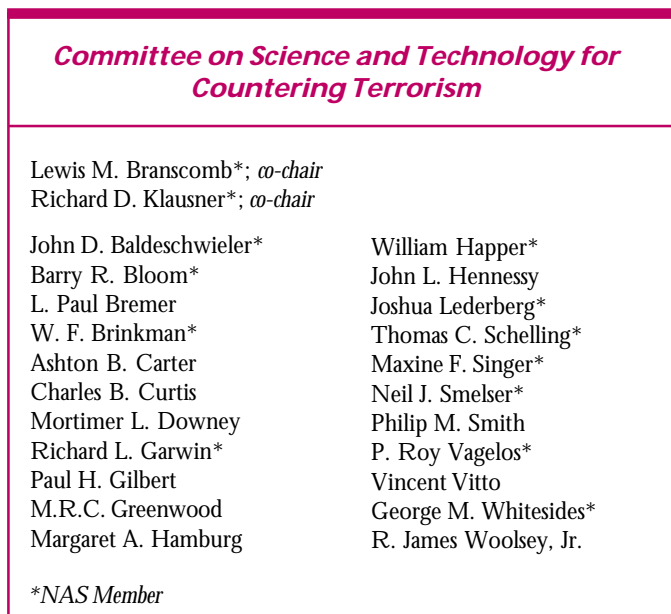 Committee on Science and Technology for
Countering Terrorism
Lewis M. Branscomb*; co-chair
Richard D. Klausner*; co-chair
John D. Baldeschwieler*
Barry R. Bloom*
L. Paul Bremer
W. F. Brinkman*
Ashton B. Carter
Charles B. Curtis
Mortimer L. Downey
Richard L. Garwin*
Paul H. Gilbert
M.R.C. Greenwood
Margaret A. Hamburg
William Happer*
John L. Hennessy
Joshua Lederberg*
Thomas C. Schelling*
Maxine F. Singer*
Neil J. Smelser*
Philip M. Smith
P. Roy Vagelos*
Vincent Vitto
George M. Whitesides*
R. James Woolsey, Jr.
*NAS Member